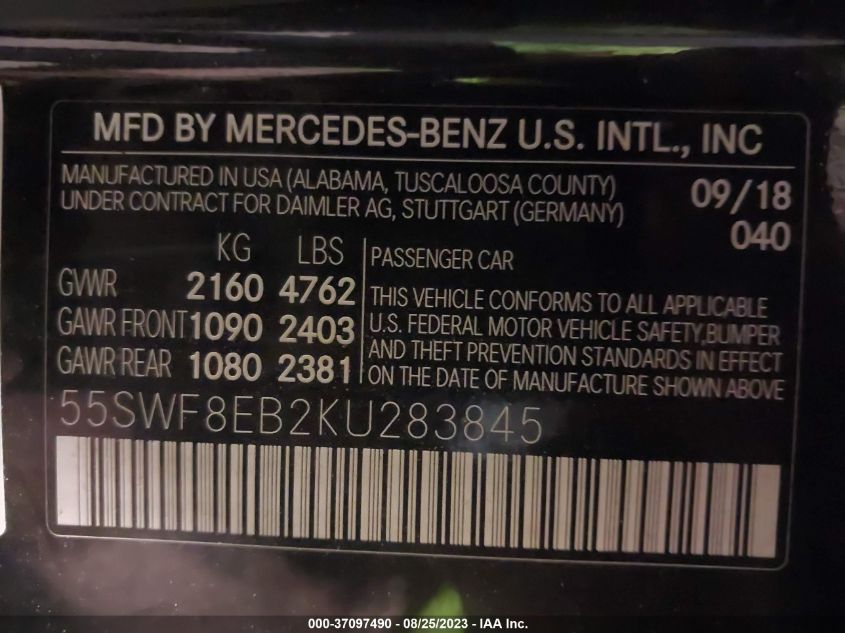 MFD BY MERCEDES-BENZ U.S. INTL., INC
MANUFACTURED IN USA (ALABAMA, TUSCALOOSA COUNTY)
UNDER CONTRACT FOR DAIMLER AG, STUTTGART (GERMANY)
09/18
040
KG LBS
GVWR 2160 4762
GAWR FRONT 1090 2403
GAWR REAR 1080 2381
PASSENGER CAR
THIS VEHICLE CONFORMS TO ALL APPLICABLE
U.S. FEDERAL MOTOR VEHICLE SAFETY,BUMPER
AND THEFT PREVENTION STANDARDS IN EFFECT
ON THE DATE OF MANUFACTURE SHOWN ABOVE
55SWF8EB2KU283845
000-37097490 - 08/25/2023 - IAA Inc.